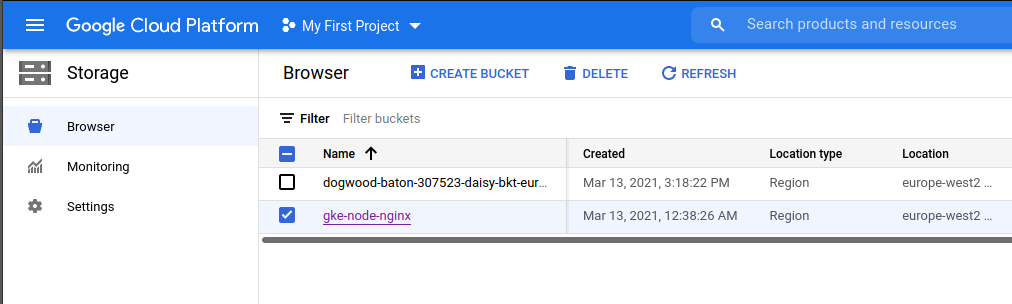 Google Cloud Platform My First Project Search products and resources
Storage Browser CREATE BUCKET DELETE REFRESH
Browser
Monitoring
Settings
Filter Filter buckets
Name Created Location type Location
dogwood-baton-307523-daisy-bkt-eur... Mar 13, 2021, 3:18:22 PM Region europe-west2 ...
gke-node-nginx Mar 13, 2021, 12:38:26 AM Region europe-west2 ...